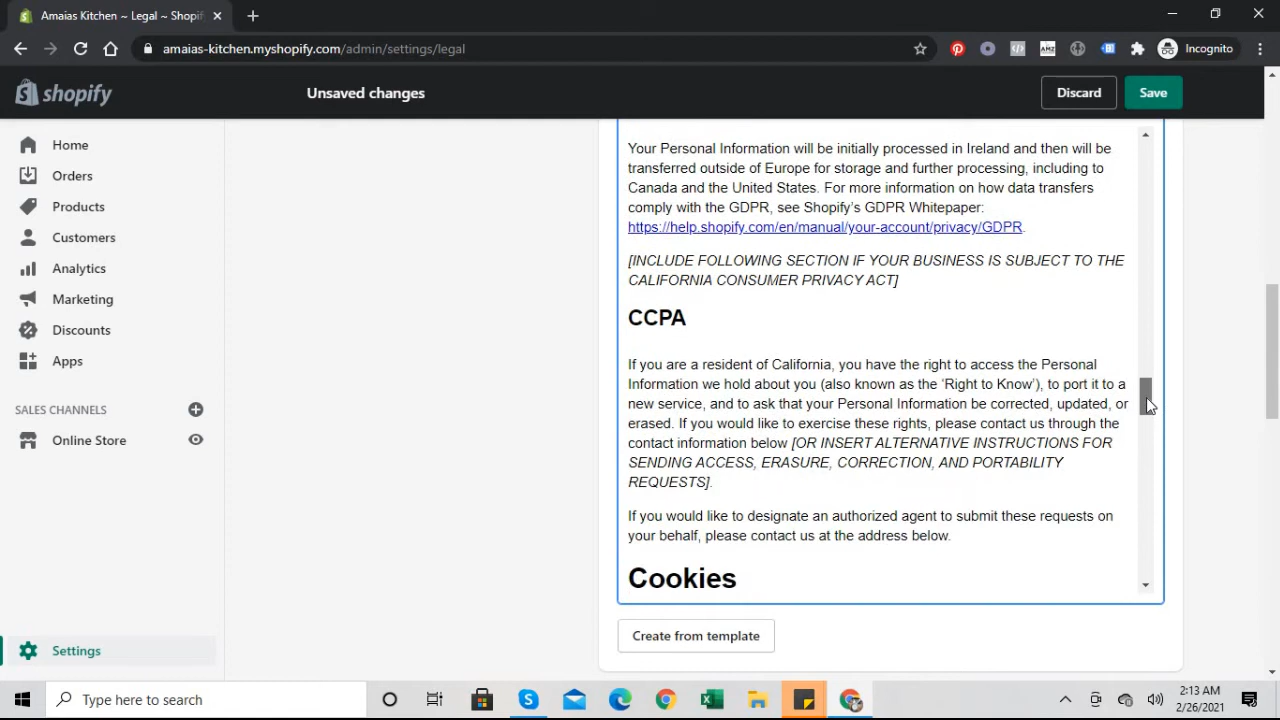 Amaias Kitchen ~ Legal ~ Shopif
amaias-kitchen.myshopify.com/admin/settings/legal
Incognito
shopify
Unsaved changes
Discard
Save
Home
Orders
Products
Customers
Analytics
Marketing
Discounts
Apps
SALES CHANNELS
Online Store
Settings
Your Personal Information will be initially processed in Ireland and then will be
transferred outside of Europe for storage and further processing, including to
Canada and the United States. For more information on how data transfers
comply with the GDPR, see Shopify's GDPR Whitepaper:
https://help.shopify.com/en/manual/your-account/privacy/GDPR.
[INCLUDE FOLLOWING SECTION IF YOUR BUSINESS IS SUBJECT TO THE
CALIFORNIA CONSUMER PRIVACY ACT]
CCPA
If you are a resident of California, you have the right to access the Personal
Information we hold about you (also known as the 'Right to Know'), to port it to a
new service, and to ask that your Personal Information be corrected, updated, or
erased. If you would like to exercise these rights, please contact us through the
contact information below [OR INSERT ALTERNATIVE INSTRUCTIONS FOR
SENDING ACCESS, ERASURE, CORRECTION, AND PORTABILITY
REQUESTS].
If you would like to designate an authorized agent to submit these requests on
your behalf, please contact us at the address below.
Cookies
Create from template
Type here to search
2:13 AM
2/26/2021